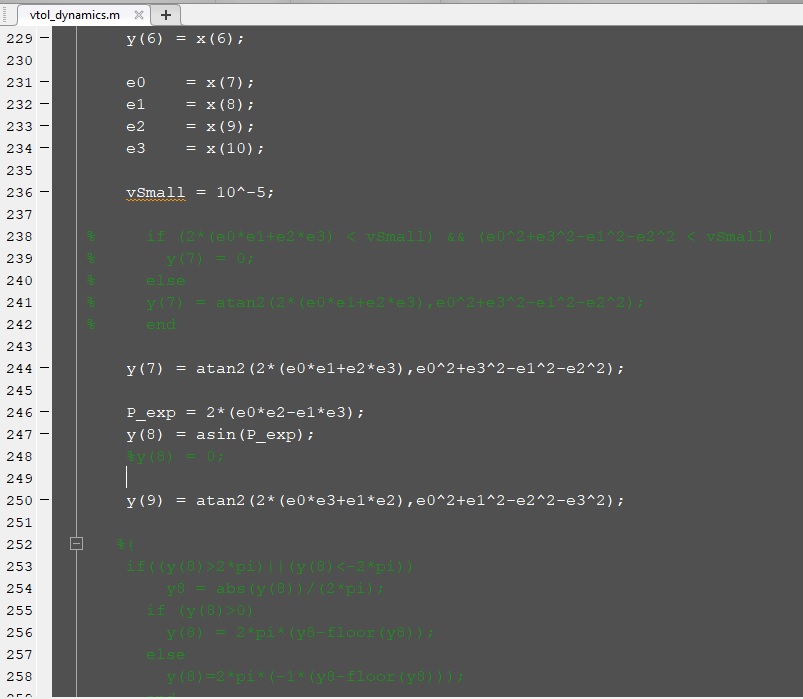 vtol_dynamics.m × +
229 – y(6) = x(6);
230
231 – e0 = x(7);
232 – e1 = x(8);
233 – e2 = x(9);
234 – e3 = x(10);
235
236 – vSmall = 10^-5;
237
238 % if (2*(e0*e1+e2*e3) < vSmall) && (e0^2+e3^2-e1^2-e2^2 < vSmall)
239 % y(7) = 0;
240 % else
241 % y(7) = atan2(2*(e0*e1+e2*e3),e0^2+e3^2-e1^2-e2^2);
242 % end
243
244 – y(7) = atan2(2*(e0*e1+e2*e3),e0^2+e3^2-e1^2-e2^2);
245
246 – P_exp = 2*(e0*e2-e1*e3);
247 – y(8) = asin(P_exp);
248 %y(8) = 0;
249
250 – y(9) = atan2(2*(e0*e3+e1*e2),e0^2+e1^2-e2^2-e3^2);
251
252 %{
253 if((y(8)>2*pi)||(y(8)<-2*pi))
254 y8 = abs(y(8))/(2*pi);
255 if (y(8)>0)
256 y(8) = 2*pi*(y8-floor(y8));
257 else
258 y(8)=2*pi*(-1*(y8-floor(y8)));